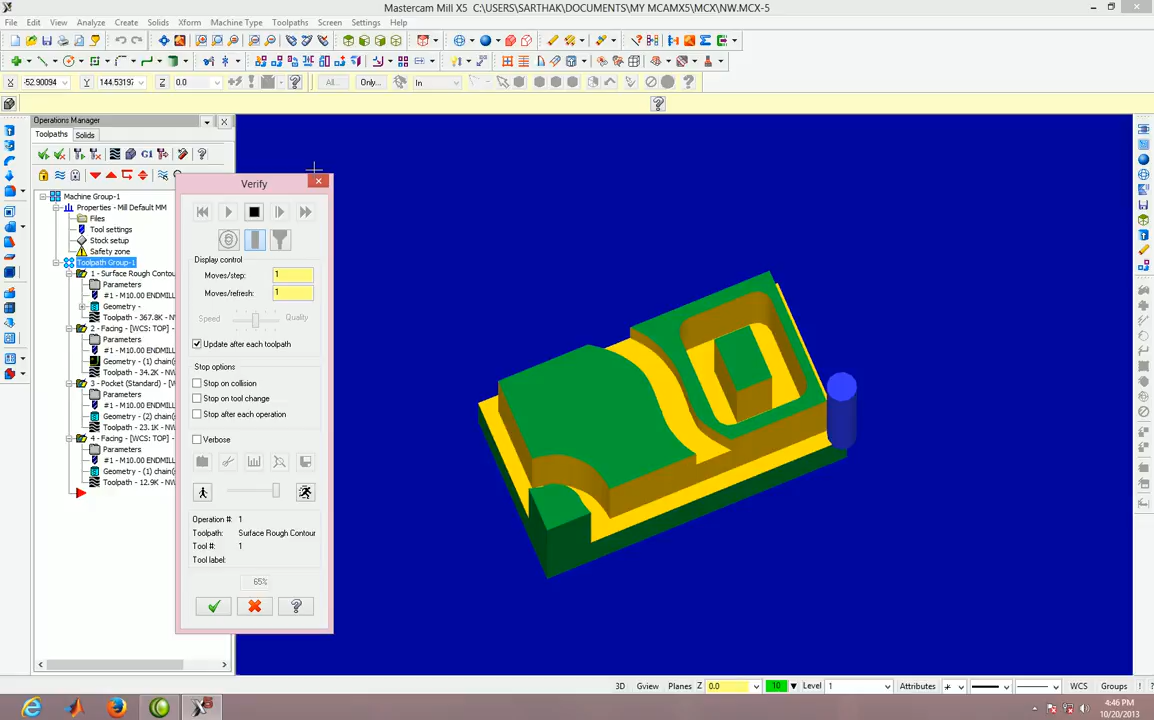 Mastercam Mill X5 C:\USERS\SARTHAK\DOCUMENTS\MY MCAMX5\MCX\NW.MCX-5
File Edit View Analyze Create Solids Xform Machine Type Toolpaths Screen Settings Help
X -52.90094 Y 144.53197 Z 0.0 All... Only... In
Operations Manager
Toolpaths Solids
G1
Machine Group-1
Properties - Mill Default MM
Files
Tool settings
Stock setup
Safety zone
Toolpath Group-1
1 - Surface Rough Contou
Parameters
#1 - M10.00 ENDMILL
Geometry -
Toolpath - 367.8K - NW
2 - Facing - [WCS: TOP] -
Parameters
#1 - M10.00 ENDMILL
Geometry - (1) chain(s
Toolpath - 34.2K - NW
3 - Pocket (Standard) - [W
Parameters
#1 - M10.00 ENDMILL
Geometry - (2) chain(s
Toolpath - 23.1K - NW
4 - Facing - [WCS: TOP] -
Parameters
#1 - M10.00 ENDMILL
Geometry - (1) chain(s
Toolpath - 12.9K - NW
Verify
Display control
Moves/step: 1
Moves/refresh: 1
Speed Quality
Update after each toolpath
Stop options
Stop on collision
Stop on tool change
Stop after each operation
Verbose
Operation # 1
Toolpath: Surface Rough Contour
Tool #: 1
Tool label:
65%
3D Gview Planes Z 0.0 10 Level 1 Attributes WCS Groups
4:46 PM
10/20/2013